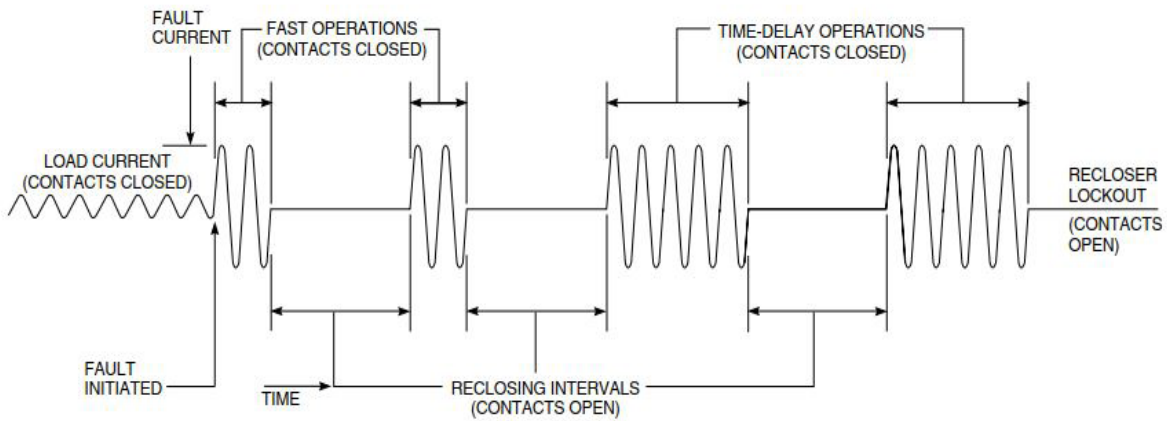 FAULT
CURRENT
FAST OPERATIONS
(CONTACTS CLOSED)
TIME-DELAY OPERATIONS
(CONTACTS CLOSED)
LOAD CURRENT
(CONTACTS CLOSED)
RECLOSER
LOCKOUT
(CONTACTS
OPEN)
FAULT
INITIATED
TIME
RECLOSING INTERVALS
(CONTACTS OPEN)